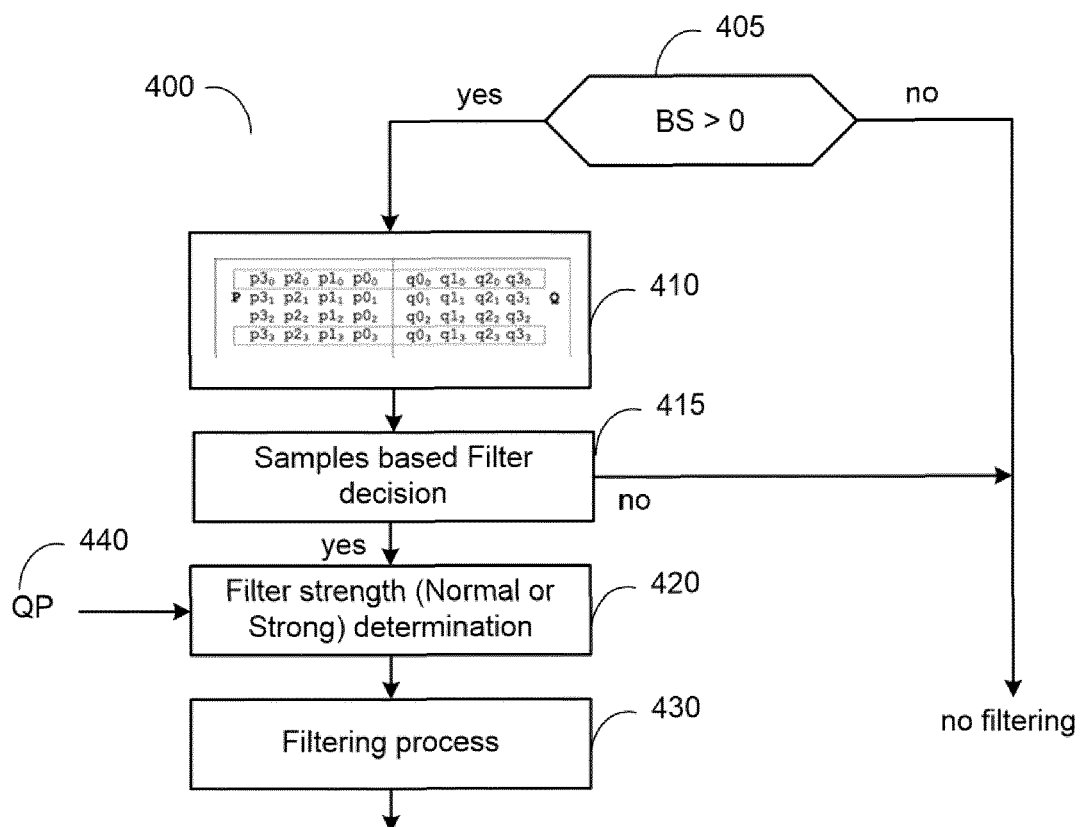 405
400
yes
no
BS > 0
p3₀ p2₀ p1₀ p0₀ q0₀ q1₀ q2₀ q3₀
P p3₁ p2₁ p1₁ p0₁ q0₁ q1₁ q2₁ q3₁ Q
p3₂ p2₂ p1₂ p0₂ q0₂ q1₂ q2₂ q3₂
p3₃ p2₃ p1₃ p0₃ q0₃ q1₃ q2₃ q3₃
410
415
Samples based Filter
decision
no
yes
440
QP
Filter strength (Normal or
Strong) determination
420
Filtering process
430
no filtering